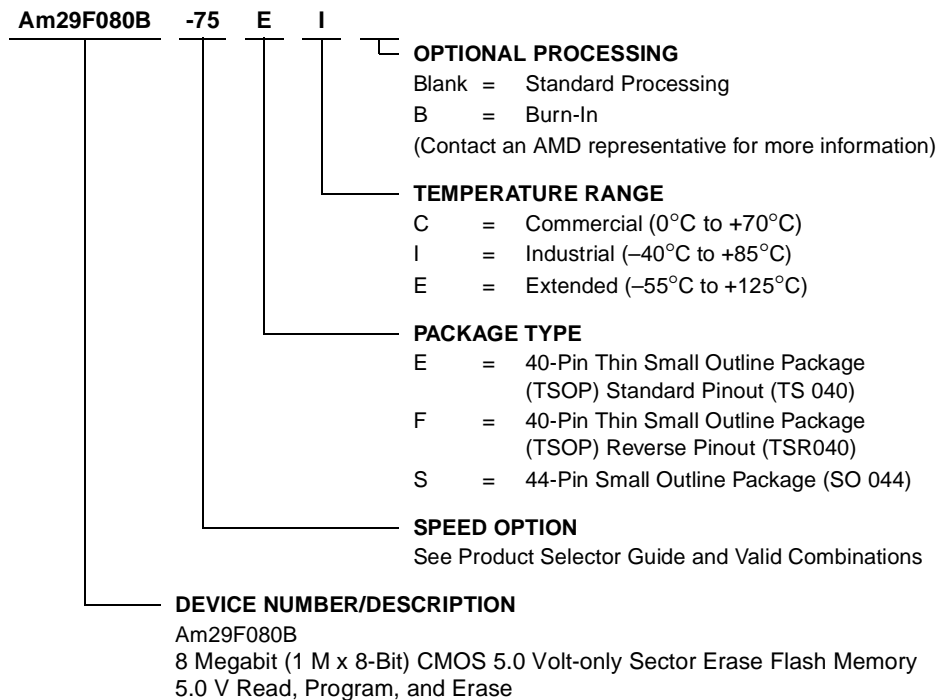 Am29F080B -75 E I
OPTIONAL PROCESSING
Blank = Standard Processing
B = Burn-In
(Contact an AMD representative for more information)
TEMPERATURE RANGE
C = Commercial (0°C to +70°C)
I = Industrial (–40°C to +85°C)
E = Extended (–55°C to +125°C)
PACKAGE TYPE
E = 40-Pin Thin Small Outline Package
(TSOP) Standard Pinout (TS 040)
F = 40-Pin Thin Small Outline Package
(TSOP) Reverse Pinout (TSR040)
S = 44-Pin Small Outline Package (SO 044)
SPEED OPTION
See Product Selector Guide and Valid Combinations
DEVICE NUMBER/DESCRIPTION
Am29F080B
8 Megabit (1 M x 8-Bit) CMOS 5.0 Volt-only Sector Erase Flash Memory
5.0 V Read, Program, and Erase